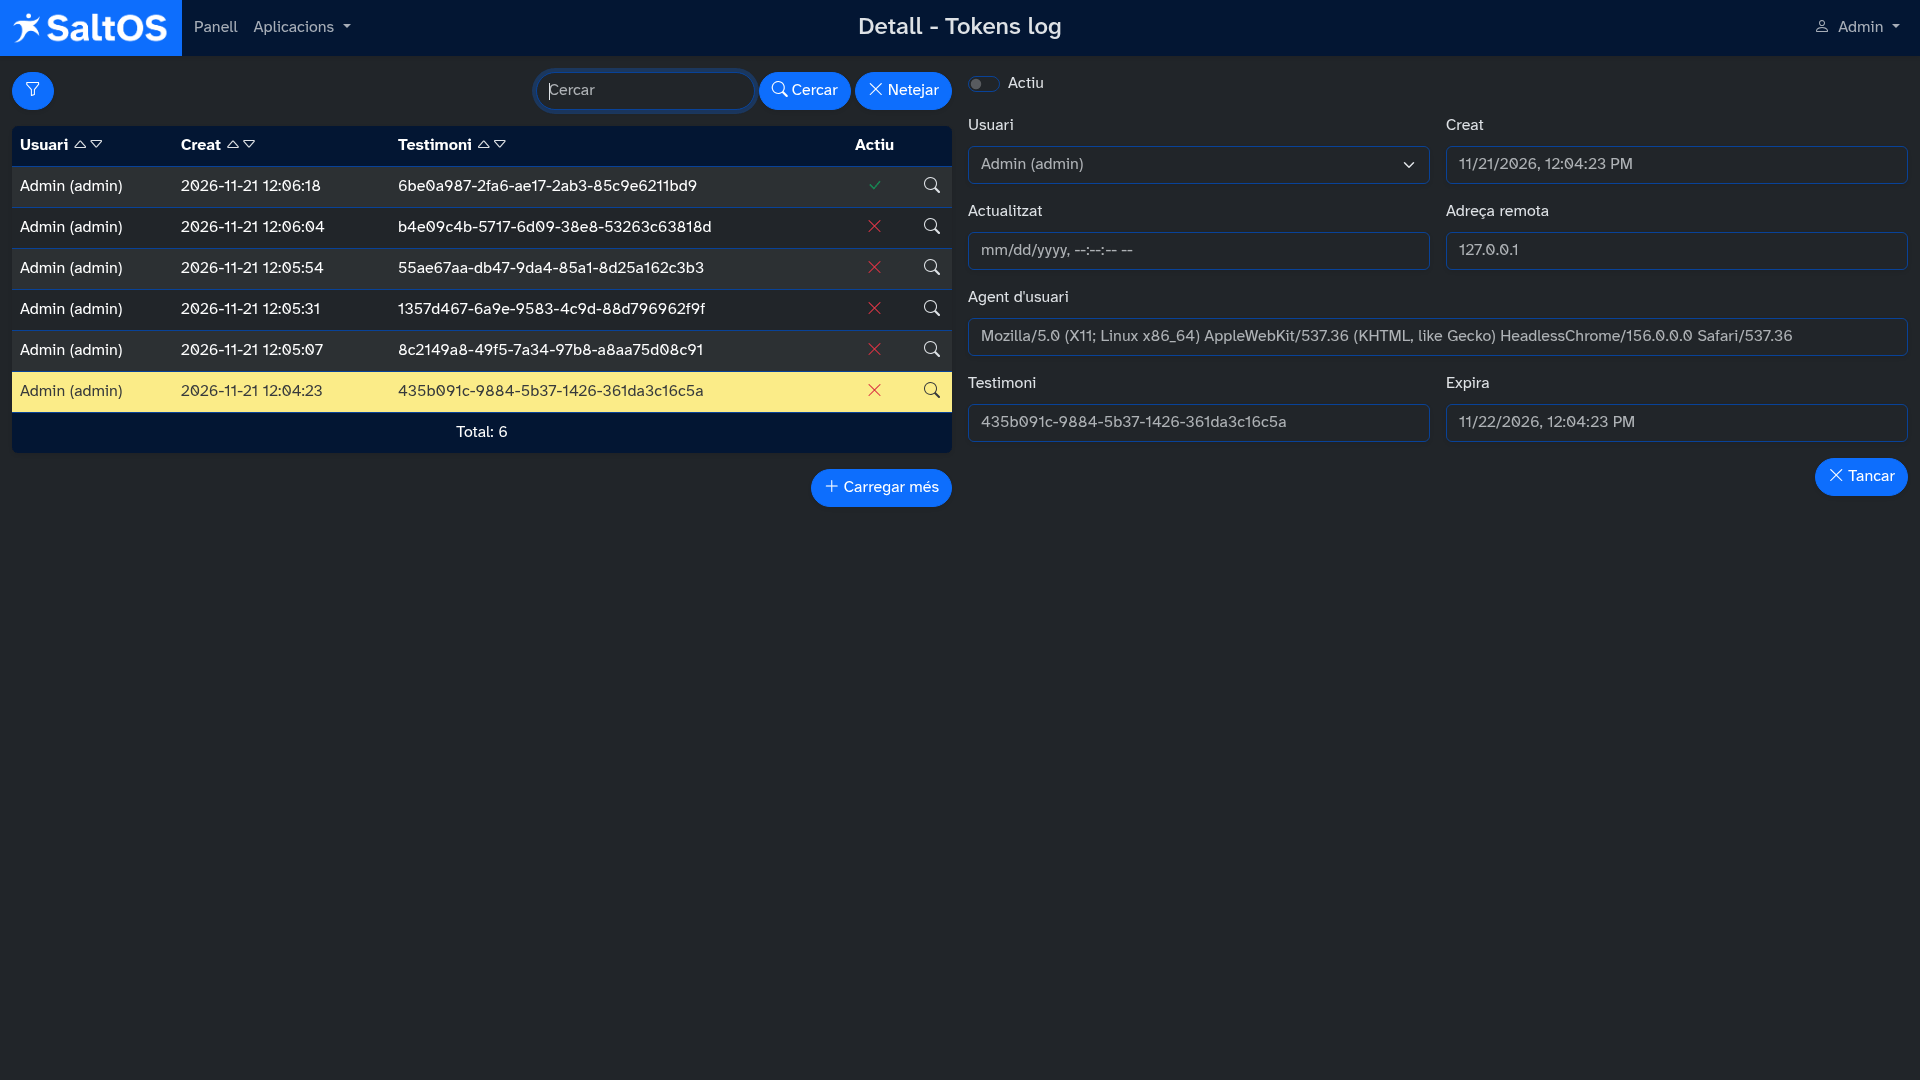 SaltOS Panell Aplicacions Detall - Tokens log Admin
Cercar Cercar Netejar
Usuari Creat Testimoni Actiu
Admin (admin) 2026-11-21 12:06:18 6be0a987-2fa6-ae17-2ab3-85c9e6211bd9
Admin (admin) 2026-11-21 12:06:04 b4e09c4b-5717-6d09-38e8-53263c63818d
Admin (admin) 2026-11-21 12:05:54 55ae67aa-db47-9da4-85a1-8d25a162c3b3
Admin (admin) 2026-11-21 12:05:31 1357d467-6a9e-9583-4c9d-88d796962f9f
Admin (admin) 2026-11-21 12:05:07 8c2149a8-49f5-7a34-97b8-a8aa75d08c91
Admin (admin) 2026-11-21 12:04:23 435b091c-9884-5b37-1426-361da3c16c5a
Total: 6
Carregar més
Actiu
Usuari Creat
Admin (admin) 11/21/2026, 12:04:23 PM
Actualitzat Adreça remota
mm/dd/yyyy, --:--:-- -- 127.0.0.1
Agent d'usuari
Mozilla/5.0 (X11; Linux x86_64) AppleWebKit/537.36 (KHTML, like Gecko) HeadlessChrome/156.0.0.0 Safari/537.36
Testimoni Expira
435b091c-9884-5b37-1426-361da3c16c5a 11/22/2026, 12:04:23 PM
Tancar